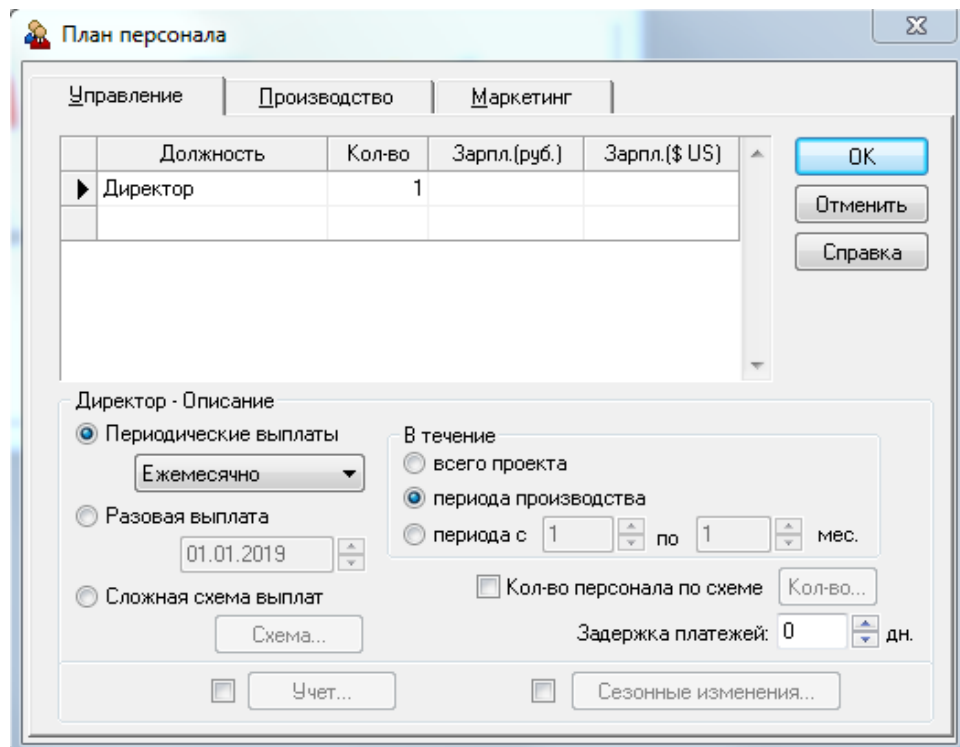 План персонала
Управление Производство Маркетинг
Должность Кол-во Зарпл.(руб.) Зарпл.($ US)
OK
Директор 1
Отменить
Справка
Директор - Описание
Периодические выплаты
В течение
Ежемесячно
всего проекта
периода производства
Разовая выплата
периода с 1 по 1 мес.
01.01.2019
Кол-во персонала по схеме Кол-во...
Сложная схема выплат
Схема...
Задержка платежей: 0 дн.
Учет... Сезонные изменения...